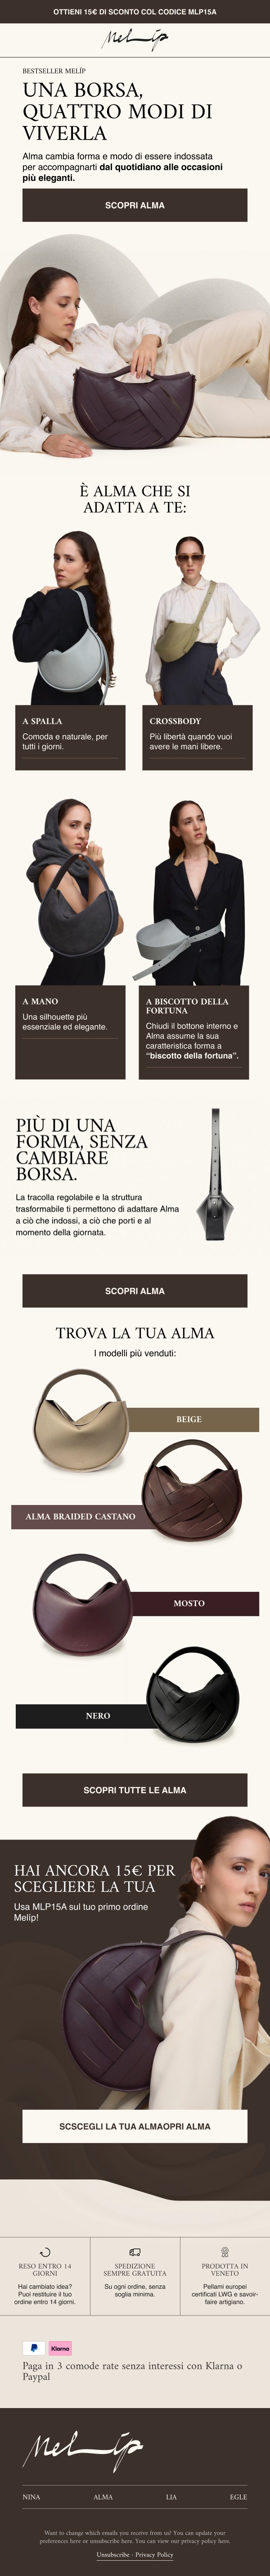 OTTIENI 15€ DI SCONTO COL CODICE MLP15A
Melíp
BESTSELLER MELÍP
UNA BORSA,
QUATTRO MODI DI
VIVERLA
Alma cambia forma e modo di essere indossata
per accompagnarti dal quotidiano alle occasioni
più eleganti.
SCOPRI ALMA
È ALMA CHE SI
ADATTA A TE:
A SPALLA
Comoda e naturale, per
tutti i giorni.
CROSSBODY
Più libertà quando vuoi
avere le mani libere.
A MANO
Una silhouette più
essenziale ed elegante.
A BISCOTTO DELLA
FORTUNA
Chiudi il bottone interno e
Alma assume la sua
caratteristica forma a
“biscotto della fortuna”.
PIÙ DI UNA
FORMA, SENZA
CAMBIARE
BORSA.
La tracolla regolabile e la struttura
trasformabile ti permettono di adattare Alma
a ciò che indossi, a ciò che porti e al
momento della giornata.
SCOPRI ALMA
TROVA LA TUA ALMA
I modelli più venduti:
BEIGE
ALMA BRAIDED CASTANO
MOSTO
NERO
SCOPRI TUTTE LE ALMA
HAI ANCORA 15€ PER
SCEGLIERE LA TUA
Usa MLP15A sul tuo primo ordine
Melíp!
SCSCEGLI LA TUA ALMAOPRI ALMA
RESO ENTRO 14
GIORNI
Hai cambiato idea?
Puoi restituire il tuo
ordine entro 14 giorni.
SPEDIZIONE
SEMPRE GRATUITA
Su ogni ordine, senza
soglia minima.
PRODOTTA IN
VENETO
Pellami europei
certificati LWG e savoir-
faire artigiano.
Klarna
Paga in 3 comode rate senza interessi con Klarna o
Paypal
Melíp
NINA
ALMA
LIA
EGLE
Want to change which emails you receive from us? You can update your
preferences here or unsubscribe here. You can view our privacy policy here.
Unsubscribe - Privacy Policy